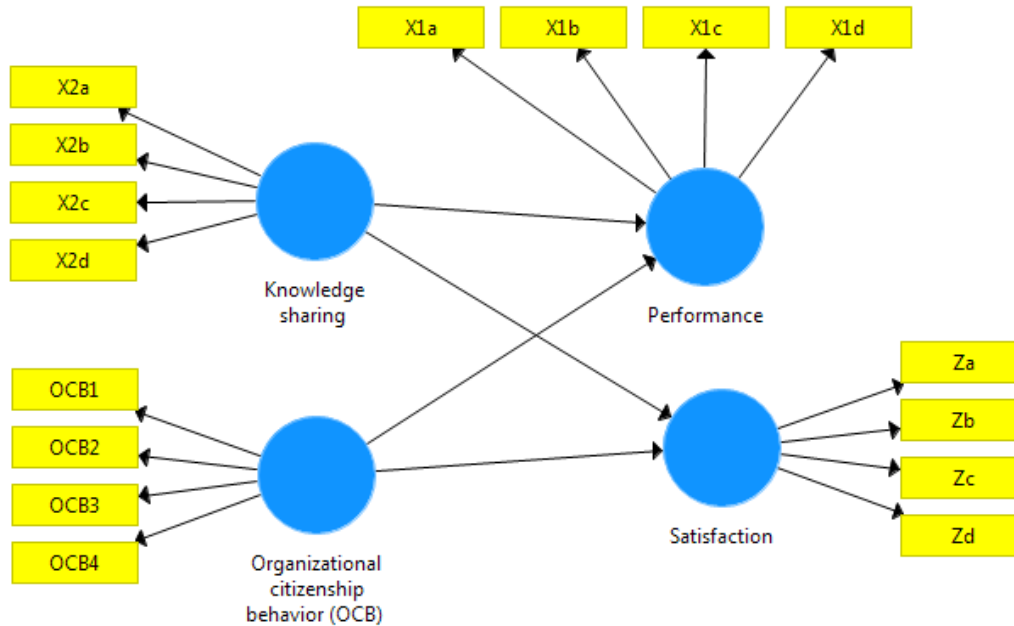 X1a
X1b
X1c
X1d
X2a
X2b
X2c
X2d
Knowledge
sharing
Performance
OCB1
OCB2
OCB3
OCB4
Organizational
citizenship
behavior (OCB)
Satisfaction
Za
Zb
Zc
Zd